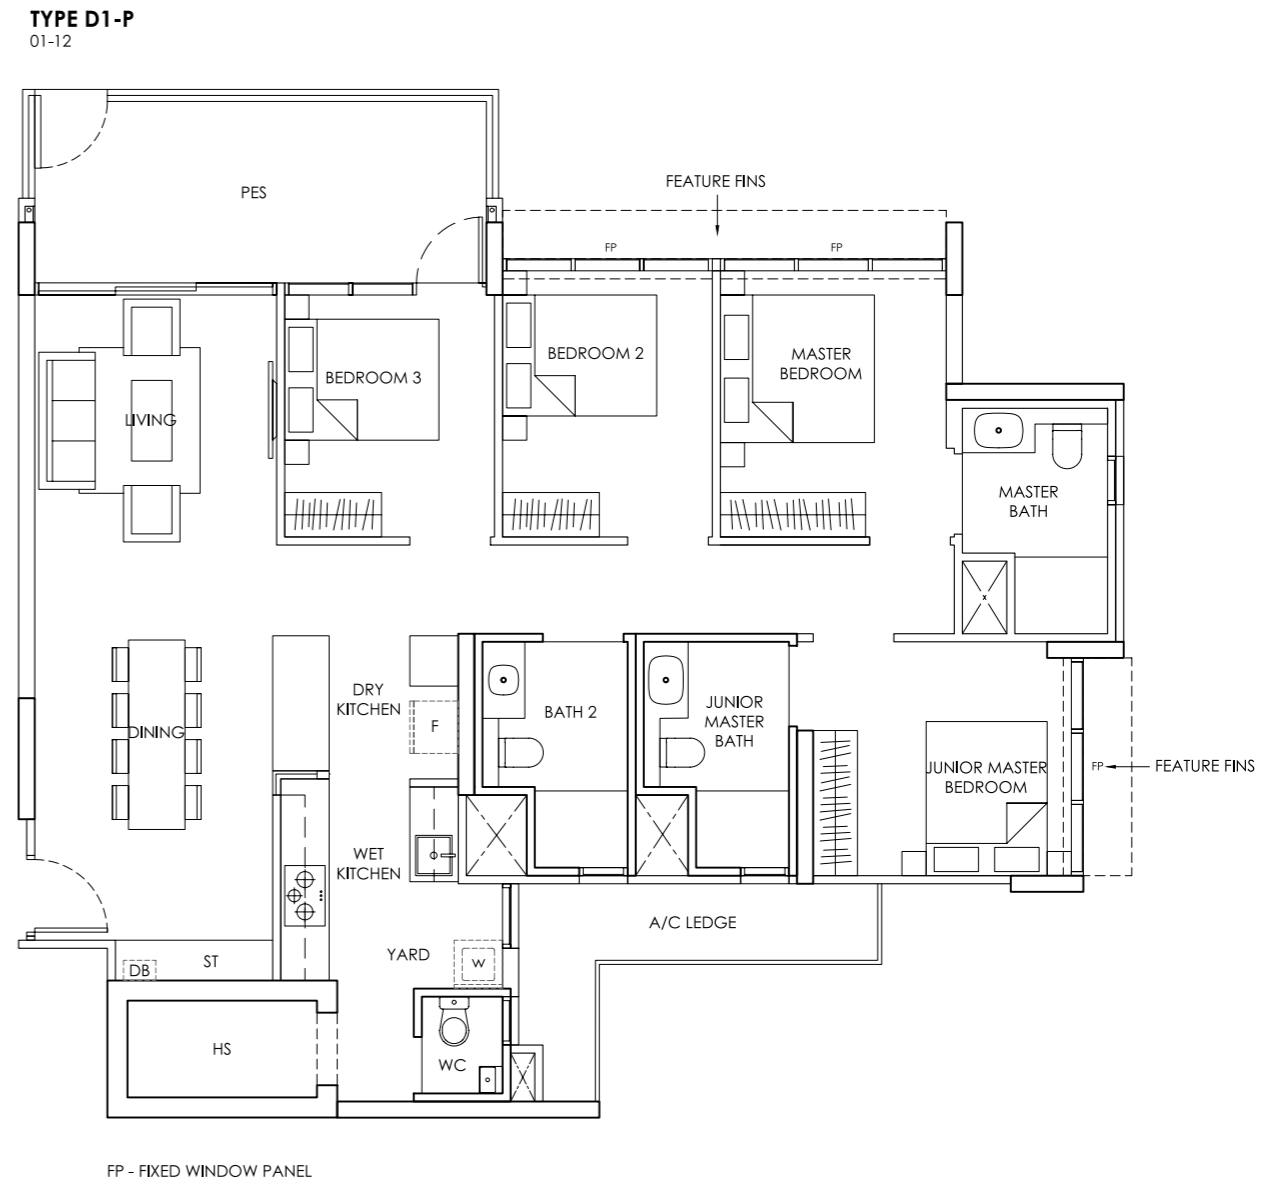 TYPE D1-P
01-12
PES
FEATURE FINS
FP
FP
BEDROOM 3
BEDROOM 2
MASTER
BEDROOM
LIVING
MASTER
BATH
x
DRY
KITCHEN
F
BATH 2
JUNIOR
MASTER
BATH
DINING
JUNIOR MASTER
BEDROOM
FP
FEATURE FINS
WET
KITCHEN
A/C LEDGE
YARD
W
ST
DB
HS
WC
FP - FIXED WINDOW PANEL